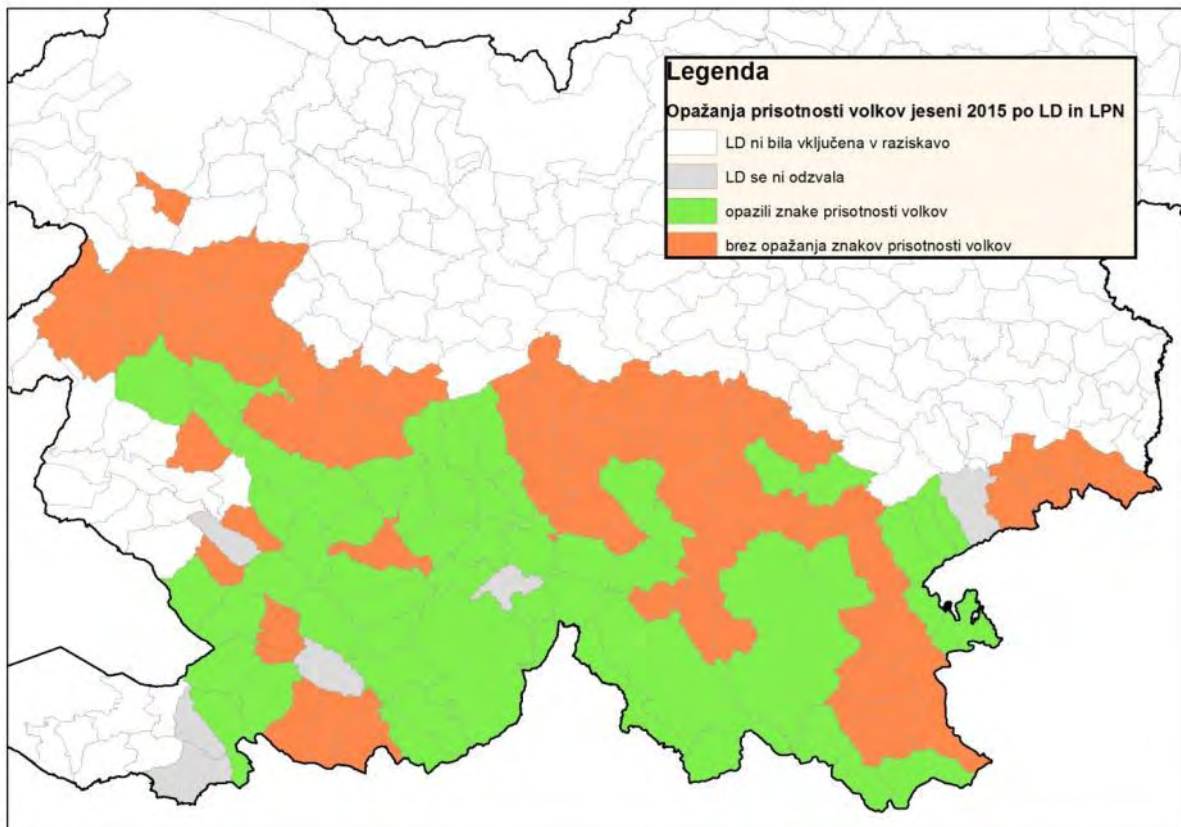 Legenda
Opažanja prisotnosti volkov jeseni 2015 po LD in LPN
LD ni bila vključena v raziskavo
LD se ni odzvala
opazili znake prisotnosti volkov
brez opažanja znakov prisotnosti volkov